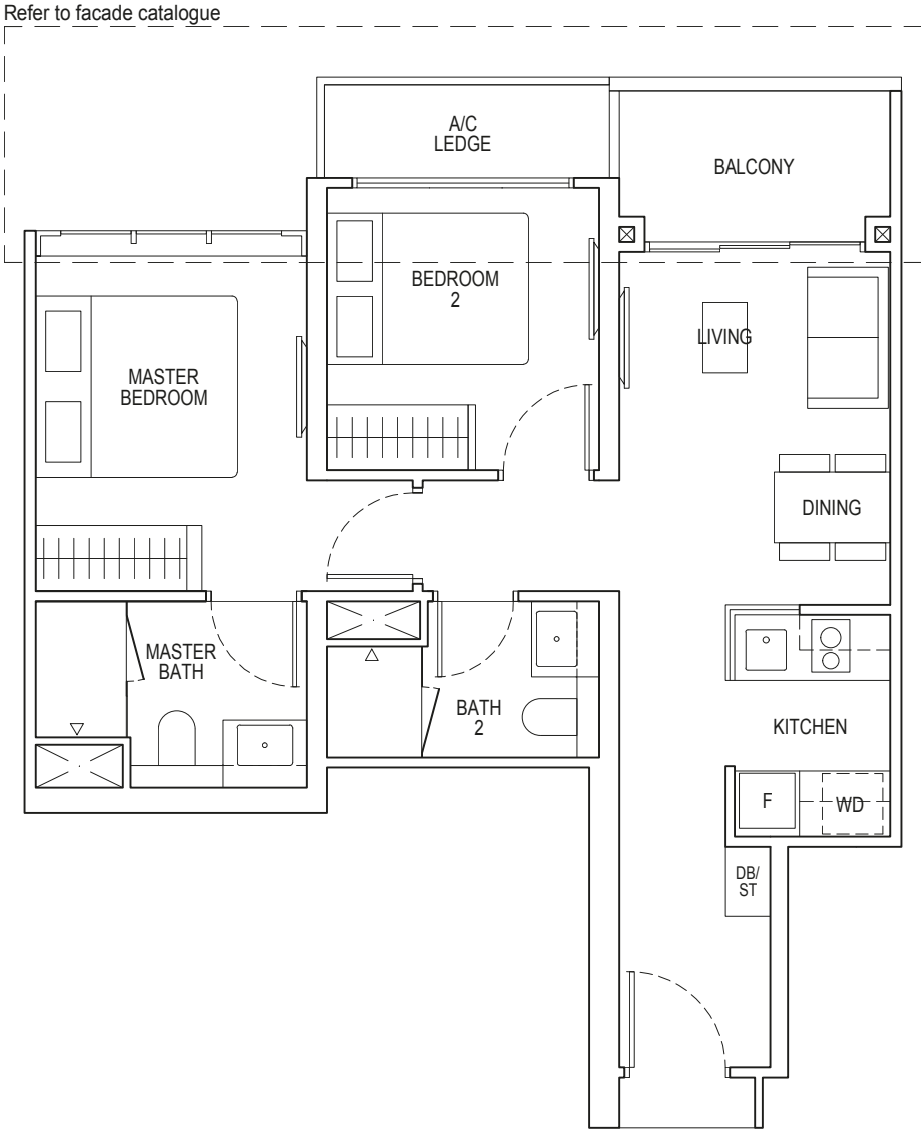 Refer to facade catalogue
A/C
LEDGE
BALCONY
BEDROOM
2
LIVING
MASTER
BEDROOM
DINING
MASTER
BATH
BATH
2
KITCHEN
F
WD
DB/
ST